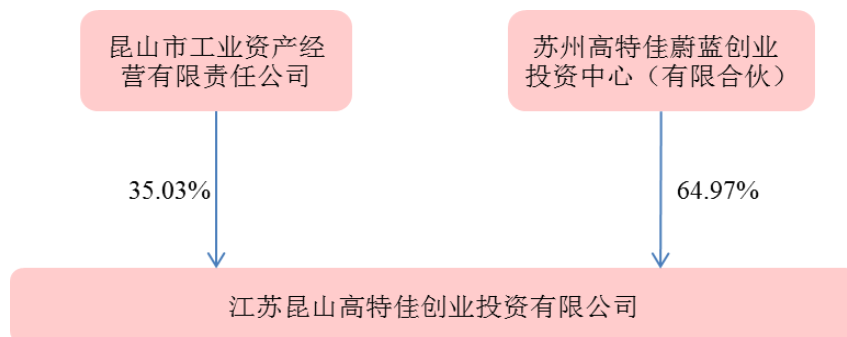 昆山市工业资产经
营有限责任公司
苏州高特佳蔚蓝创业
投资中心（有限合伙）
35.03%
64.97%
江苏昆山高特佳创业投资有限公司